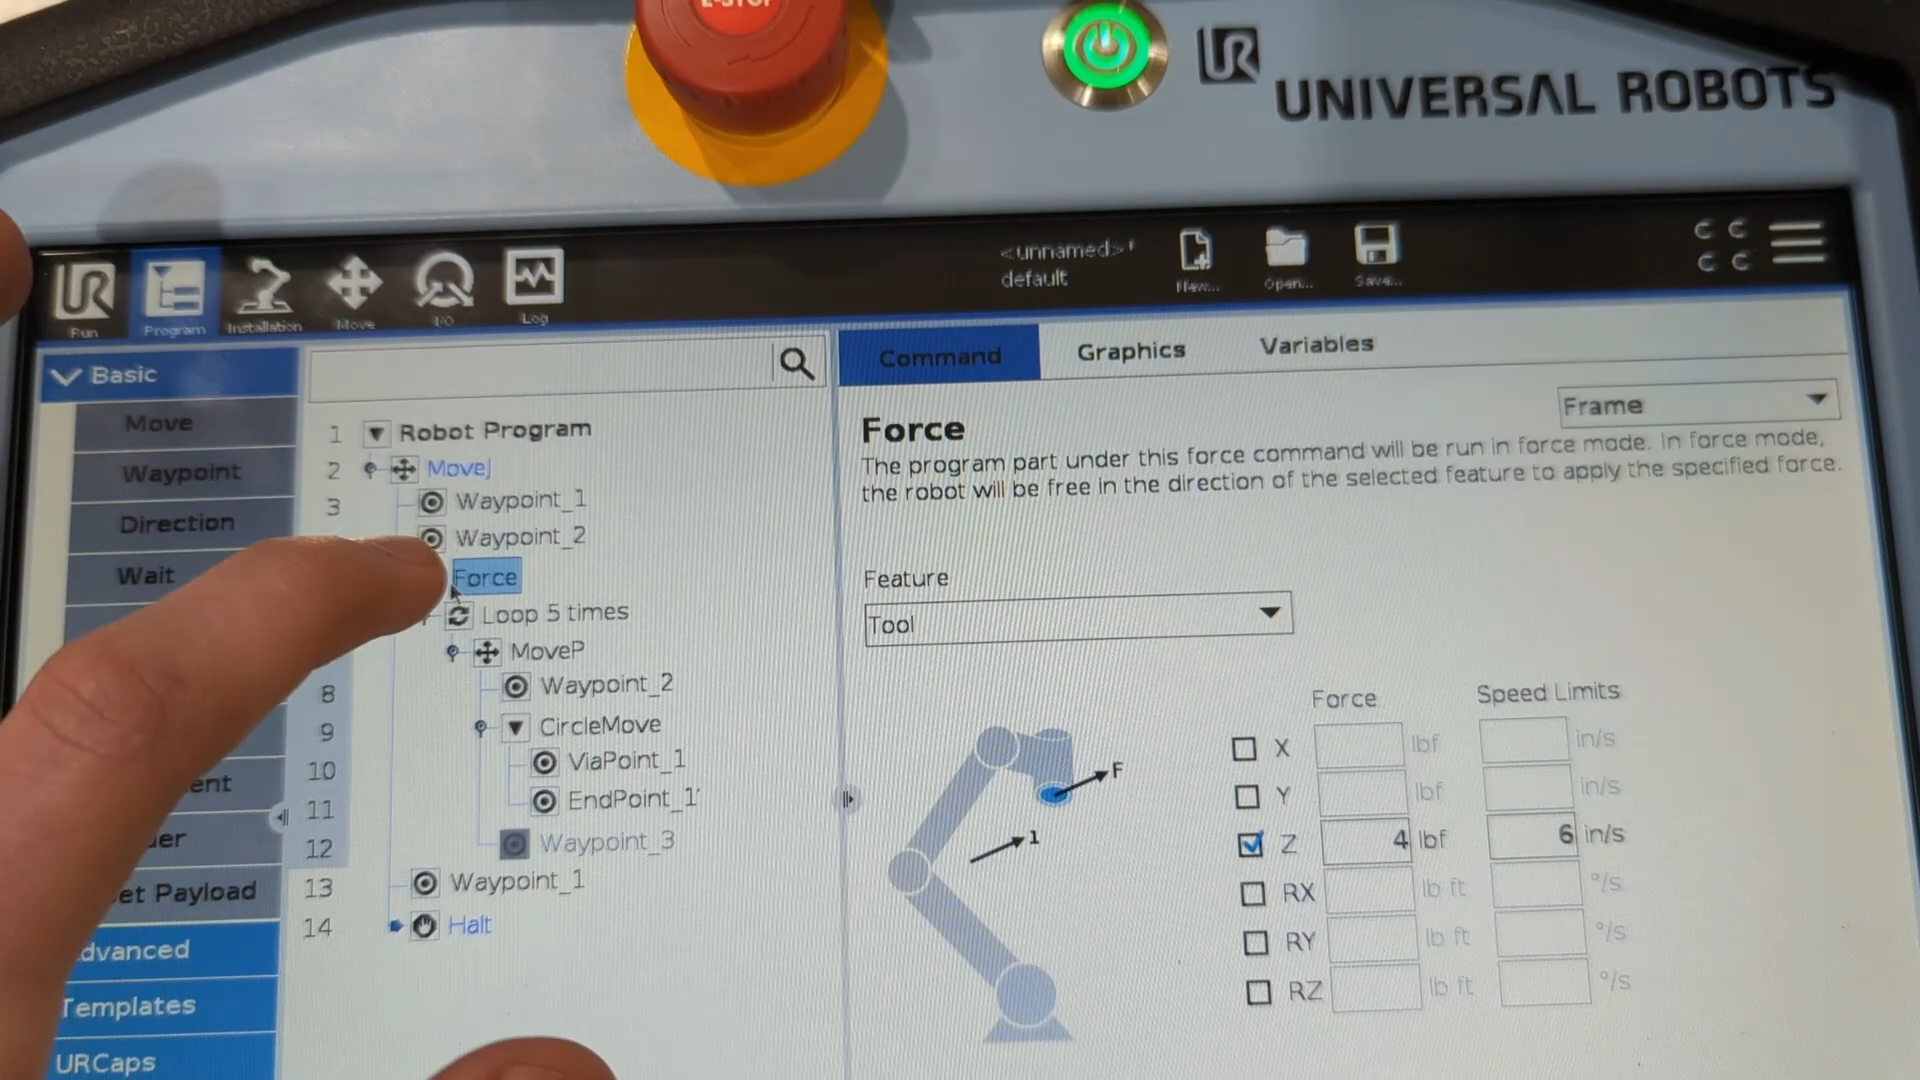 E-STOP
UR
UNIVERSAL ROBOTS
Run
Program
Installation
Move
I/O
Log
<unnamed>*
default
New...
Open...
Save...
Basic
Move
Waypoint
Direction
Wait
et Payload
dvanced
Templates
URCaps
1 Robot Program
2 MoveJ
3 Waypoint_1
Waypoint_2
Force
Loop 5 times
MoveP
8 Waypoint_2
9 CircleMove
10 ViaPoint_1
11 EndPoint_1
12 Waypoint_3
13 Waypoint_1
14 Halt
Command
Graphics
Variables
Force
Frame
The program part under this force command will be run in force mode. In force mode,
the robot will be free in the direction of the selected feature to apply the specified force.
Feature
Tool
F
1
Force Speed Limits
X lbf in/s
Y lbf in/s
Z 4 lbf 6 in/s
RX lb ft °/s
RY lb ft °/s
RZ lb ft °/s